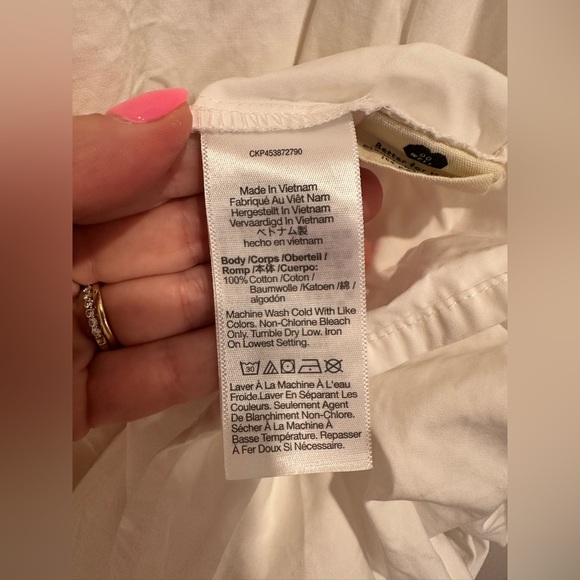 CKP453872790
Made In Vietnam
Fabriqué Au Viêt Nam
Hergestellt In Vietnam
Vervaardigd In Vietnam
ベトナム製
hecho en vietnam
Body /Corps /Oberteil /
Romp /本体 /Cuerpo:
100% Cotton /Coton /
Baumwolle /Katoen /綿 /
algodón
Machine Wash Cold With Like
Colors. Non-Chlorine Bleach
Only. Tumble Dry Low. Iron
On Lowest Setting.
30
Laver À La Machine À L'eau
Froide.Laver En Séparant Les
Couleurs. Seulement Agent
De Blanchiment Non-Chlore.
Sécher À La Machine À
Basse Température. Repasser
À Fer Doux Si Nécessaire.
Better for